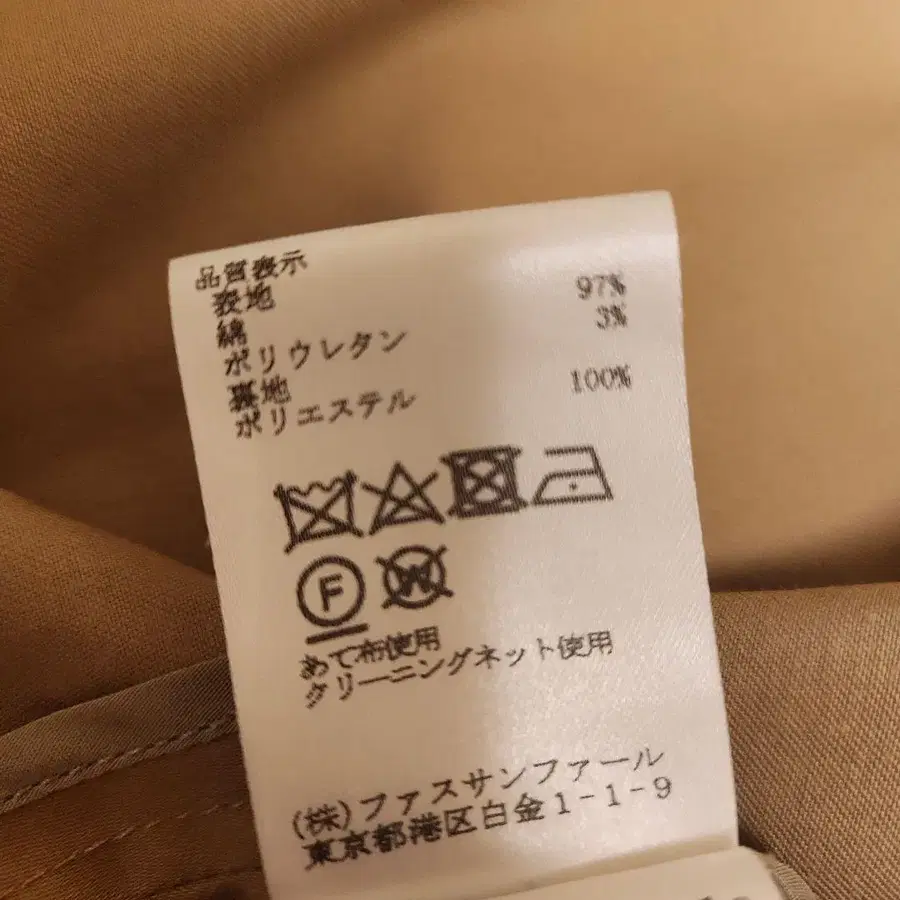 品質表示
表地
綿 97%
ポリウレタン 3%
裏地
ポリエステル 100%
F W
あて布使用
クリーニングネット使用
(株)ファスサンファール
東京都港区白金1-1-9